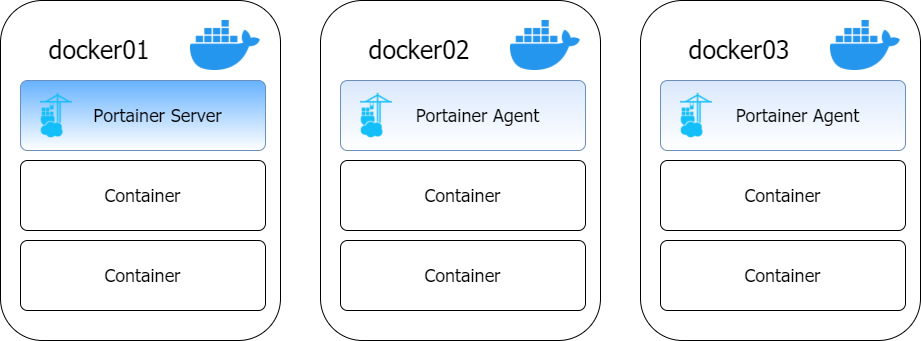 docker01
Portainer Server
Container
Container
docker02
Portainer Agent
Container
Container
docker03
Portainer Agent
Container
Container